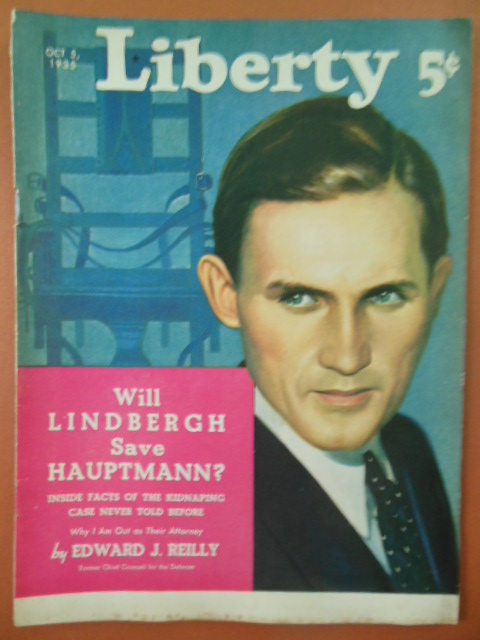 OCT 5,
1935
Liberty 5¢
Will
LINDBERGH
Save
HAUPTMANN?
INSIDE FACTS OF THE KIDNAPING
CASE NEVER TOLD BEFORE
Why I Am Out as Their Attorney
by EDWARD J. REILLY
Former Chief Counsel for the Defense